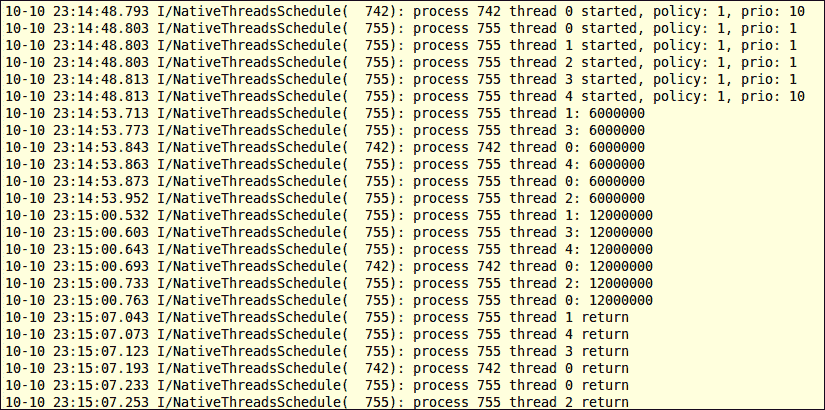 10-10 23:14:48.793 I/NativeThreadsSchedule(  742): process 742 thread 0 started, policy: 1, prio: 10
10-10 23:14:48.803 I/NativeThreadsSchedule(  755): process 755 thread 0 started, policy: 1, prio: 1
10-10 23:14:48.803 I/NativeThreadsSchedule(  755): process 755 thread 1 started, policy: 1, prio: 1
10-10 23:14:48.803 I/NativeThreadsSchedule(  755): process 755 thread 2 started, policy: 1, prio: 1
10-10 23:14:48.813 I/NativeThreadsSchedule(  755): process 755 thread 3 started, policy: 1, prio: 1
10-10 23:14:48.813 I/NativeThreadsSchedule(  755): process 755 thread 4 started, policy: 1, prio: 10
10-10 23:14:53.713 I/NativeThreadsSchedule(  755): process 755 thread 1: 6000000
10-10 23:14:53.773 I/NativeThreadsSchedule(  755): process 755 thread 3: 6000000
10-10 23:14:53.843 I/NativeThreadsSchedule(  742): process 742 thread 0: 6000000
10-10 23:14:53.863 I/NativeThreadsSchedule(  755): process 755 thread 4: 6000000
10-10 23:14:53.873 I/NativeThreadsSchedule(  755): process 755 thread 0: 6000000
10-10 23:14:53.952 I/NativeThreadsSchedule(  755): process 755 thread 2: 6000000
10-10 23:15:00.532 I/NativeThreadsSchedule(  755): process 755 thread 1: 12000000
10-10 23:15:00.603 I/NativeThreadsSchedule(  755): process 755 thread 3: 12000000
10-10 23:15:00.643 I/NativeThreadsSchedule(  755): process 755 thread 4: 12000000
10-10 23:15:00.693 I/NativeThreadsSchedule(  742): process 742 thread 0: 12000000
10-10 23:15:00.733 I/NativeThreadsSchedule(  755): process 755 thread 2: 12000000
10-10 23:15:00.763 I/NativeThreadsSchedule(  755): process 755 thread 0: 12000000
10-10 23:15:07.043 I/NativeThreadsSchedule(  755): process 755 thread 1 return
10-10 23:15:07.073 I/NativeThreadsSchedule(  755): process 755 thread 4 return
10-10 23:15:07.123 I/NativeThreadsSchedule(  755): process 755 thread 3 return
10-10 23:15:07.193 I/NativeThreadsSchedule(  742): process 742 thread 0 return
10-10 23:15:07.233 I/NativeThreadsSchedule(  755): process 755 thread 0 return
10-10 23:15:07.253 I/NativeThreadsSchedule(  755): process 755 thread 2 return